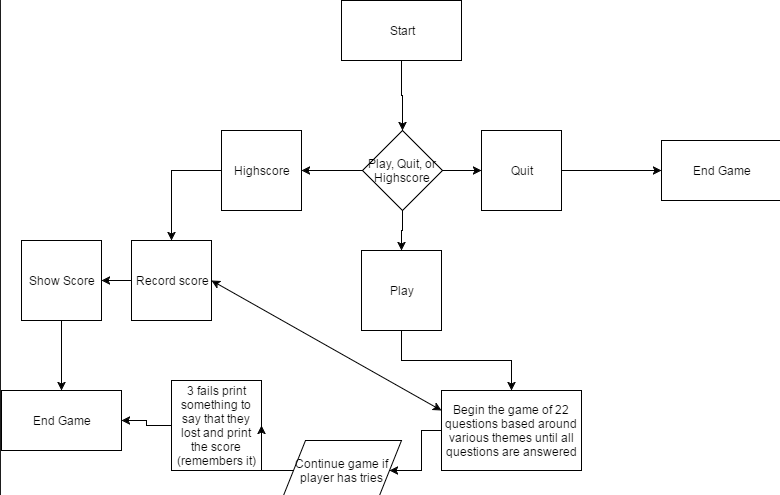 Start
Play, Quit, or
Highscore
Highscore
Quit
End Game
Show Score
Record score
Play
End Game
3 fails print
something to
say that they
lost and print
the score
(remembers it)
Begin the game of 22
questions based around
various themes until all
questions are answered
Continue game if
player has tries